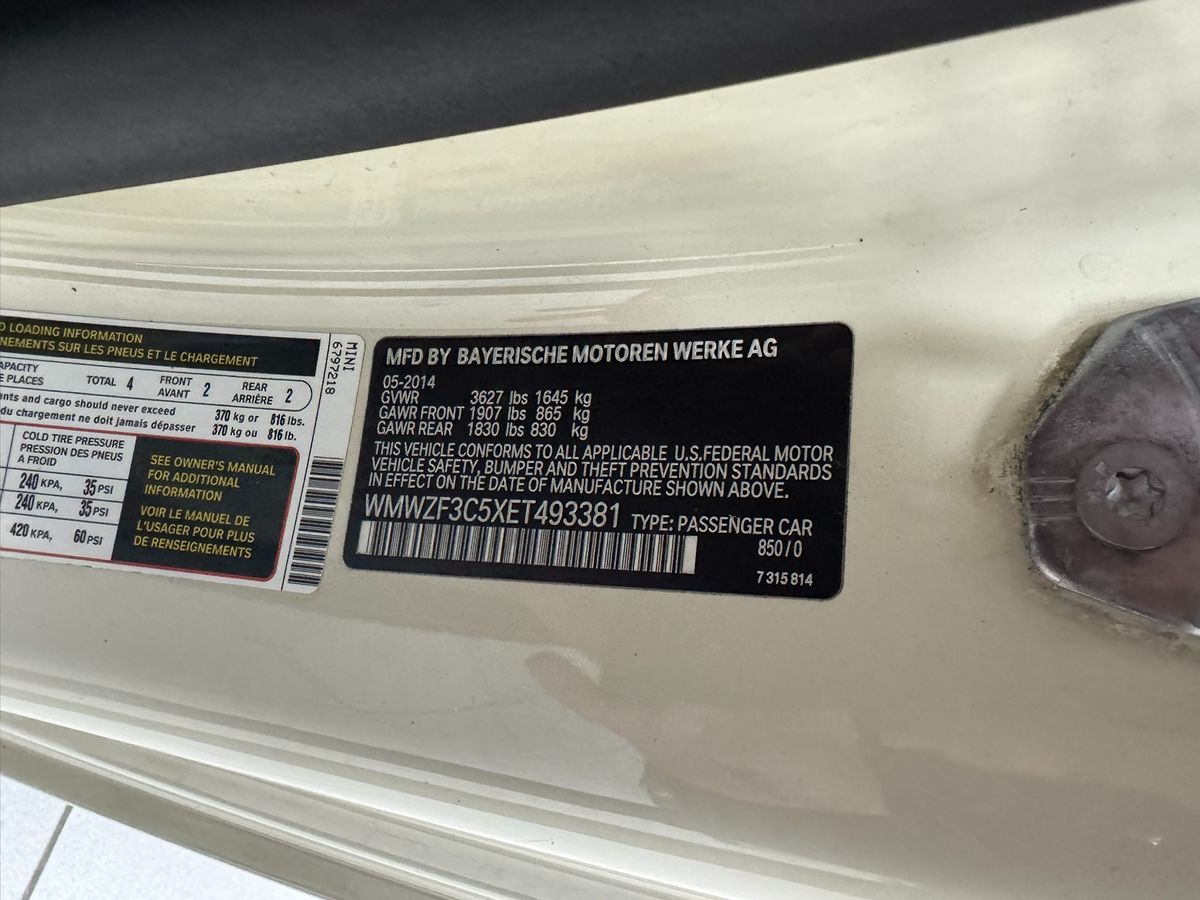 D LOADING INFORMATION
NEMENTS SUR LES PNEUS ET LE CHARGEMENT
APACITY
E PLACES
TOTAL 4
FRONT
AVANT 2
REAR
ARRIÈRE 2
ants and cargo should never exceed 370 kg or 816 lbs.
du chargement ne doit jamais dépasser 370 kg ou 816 lb.
COLD TIRE PRESSURE
PRESSION DES PNEUS
A FROID
240 KPA, 35 PSI
240 KPA, 35 PSI
420 KPA, 60 PSI
SEE OWNER'S MANUAL
FOR ADDITIONAL
INFORMATION
VOIR LE MANUEL DE
L'USAGER POUR PLUS
DE RENSEIGNEMENTS
MINI
6797218
MFD BY BAYERISCHE MOTOREN WERKE AG
05-2014
GVWR 3627 lbs 1645 kg
GAWR FRONT 1907 lbs 865 kg
GAWR REAR 1830 lbs 830 kg
THIS VEHICLE CONFORMS TO ALL APPLICABLE U.S.FEDERAL MOTOR
VEHICLE SAFETY, BUMPER AND THEFT PREVENTION STANDARDS
IN EFFECT ON THE DATE OF MANUFACTURE SHOWN ABOVE.
WMWZF3C5XET493381 TYPE: PASSENGER CAR
850/0
7 315 814